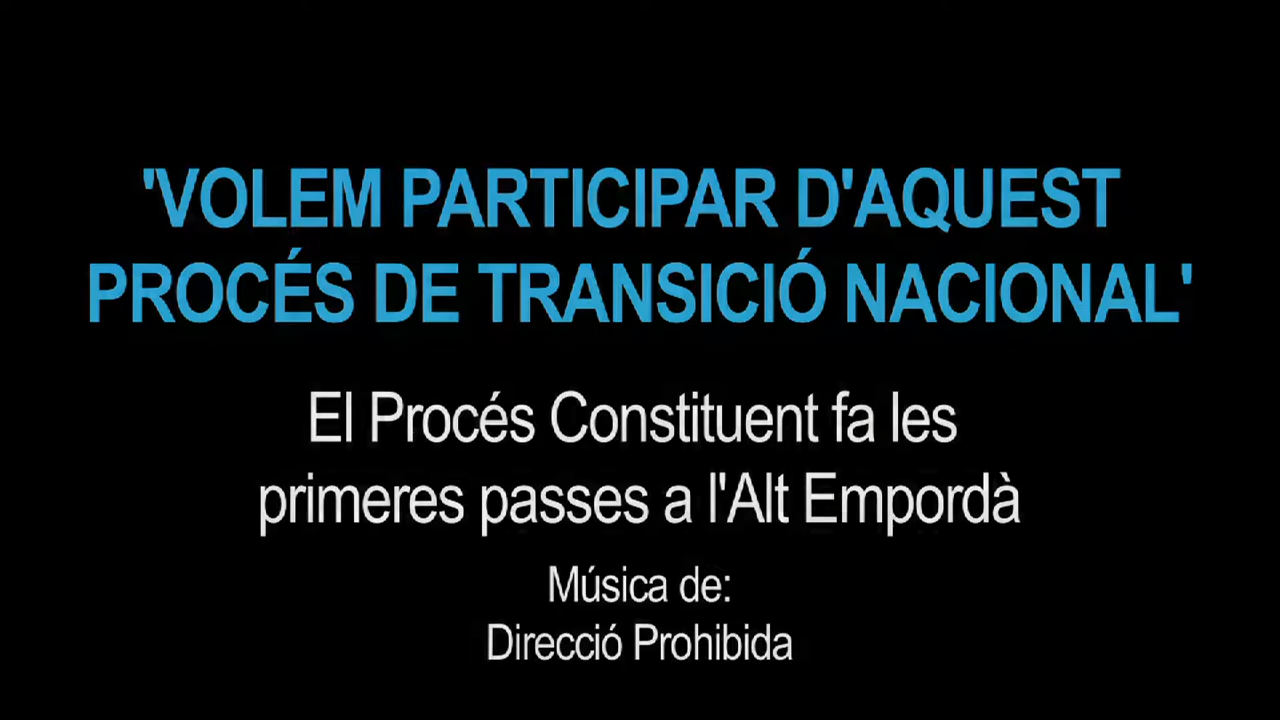 'VOLEM PARTICIPAR D'AQUEST
PROCÉS DE TRANSICIÓ NACIONAL'
El Procés Constituent fa les
primeres passes a l'Alt Empordà
Música de:
Direcció Prohibida